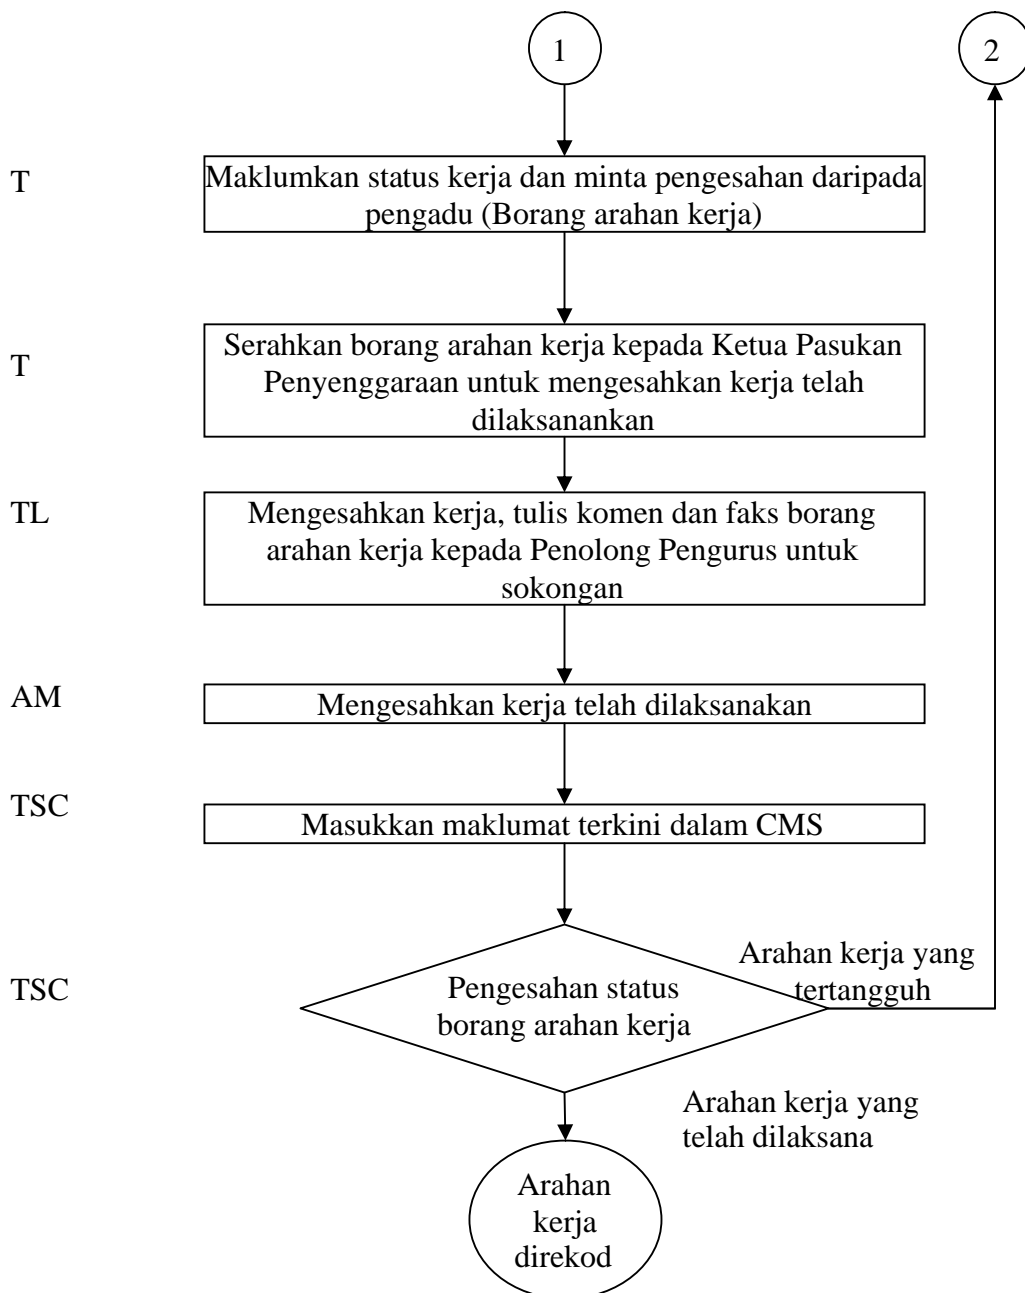 1
2
T
Maklumkan status kerja dan minta pengesahan daripada
pengadu (Borang arahan kerja)
T
Serahkan borang arahan kerja kepada Ketua Pasukan
Penyenggaraan untuk mengesahkan kerja telah
dilaksanankan
TL
Mengesahkan kerja, tulis komen dan faks borang
arahan kerja kepada Penolong Pengurus untuk
sokongan
AM
Mengesahkan kerja telah dilaksanakan
TSC
Masukkan maklumat terkini dalam CMS
TSC
Pengesahan status
borang arahan kerja
Arahan kerja yang
tertangguh
Arahan kerja yang
telah dilaksana
Arahan
kerja
direkod